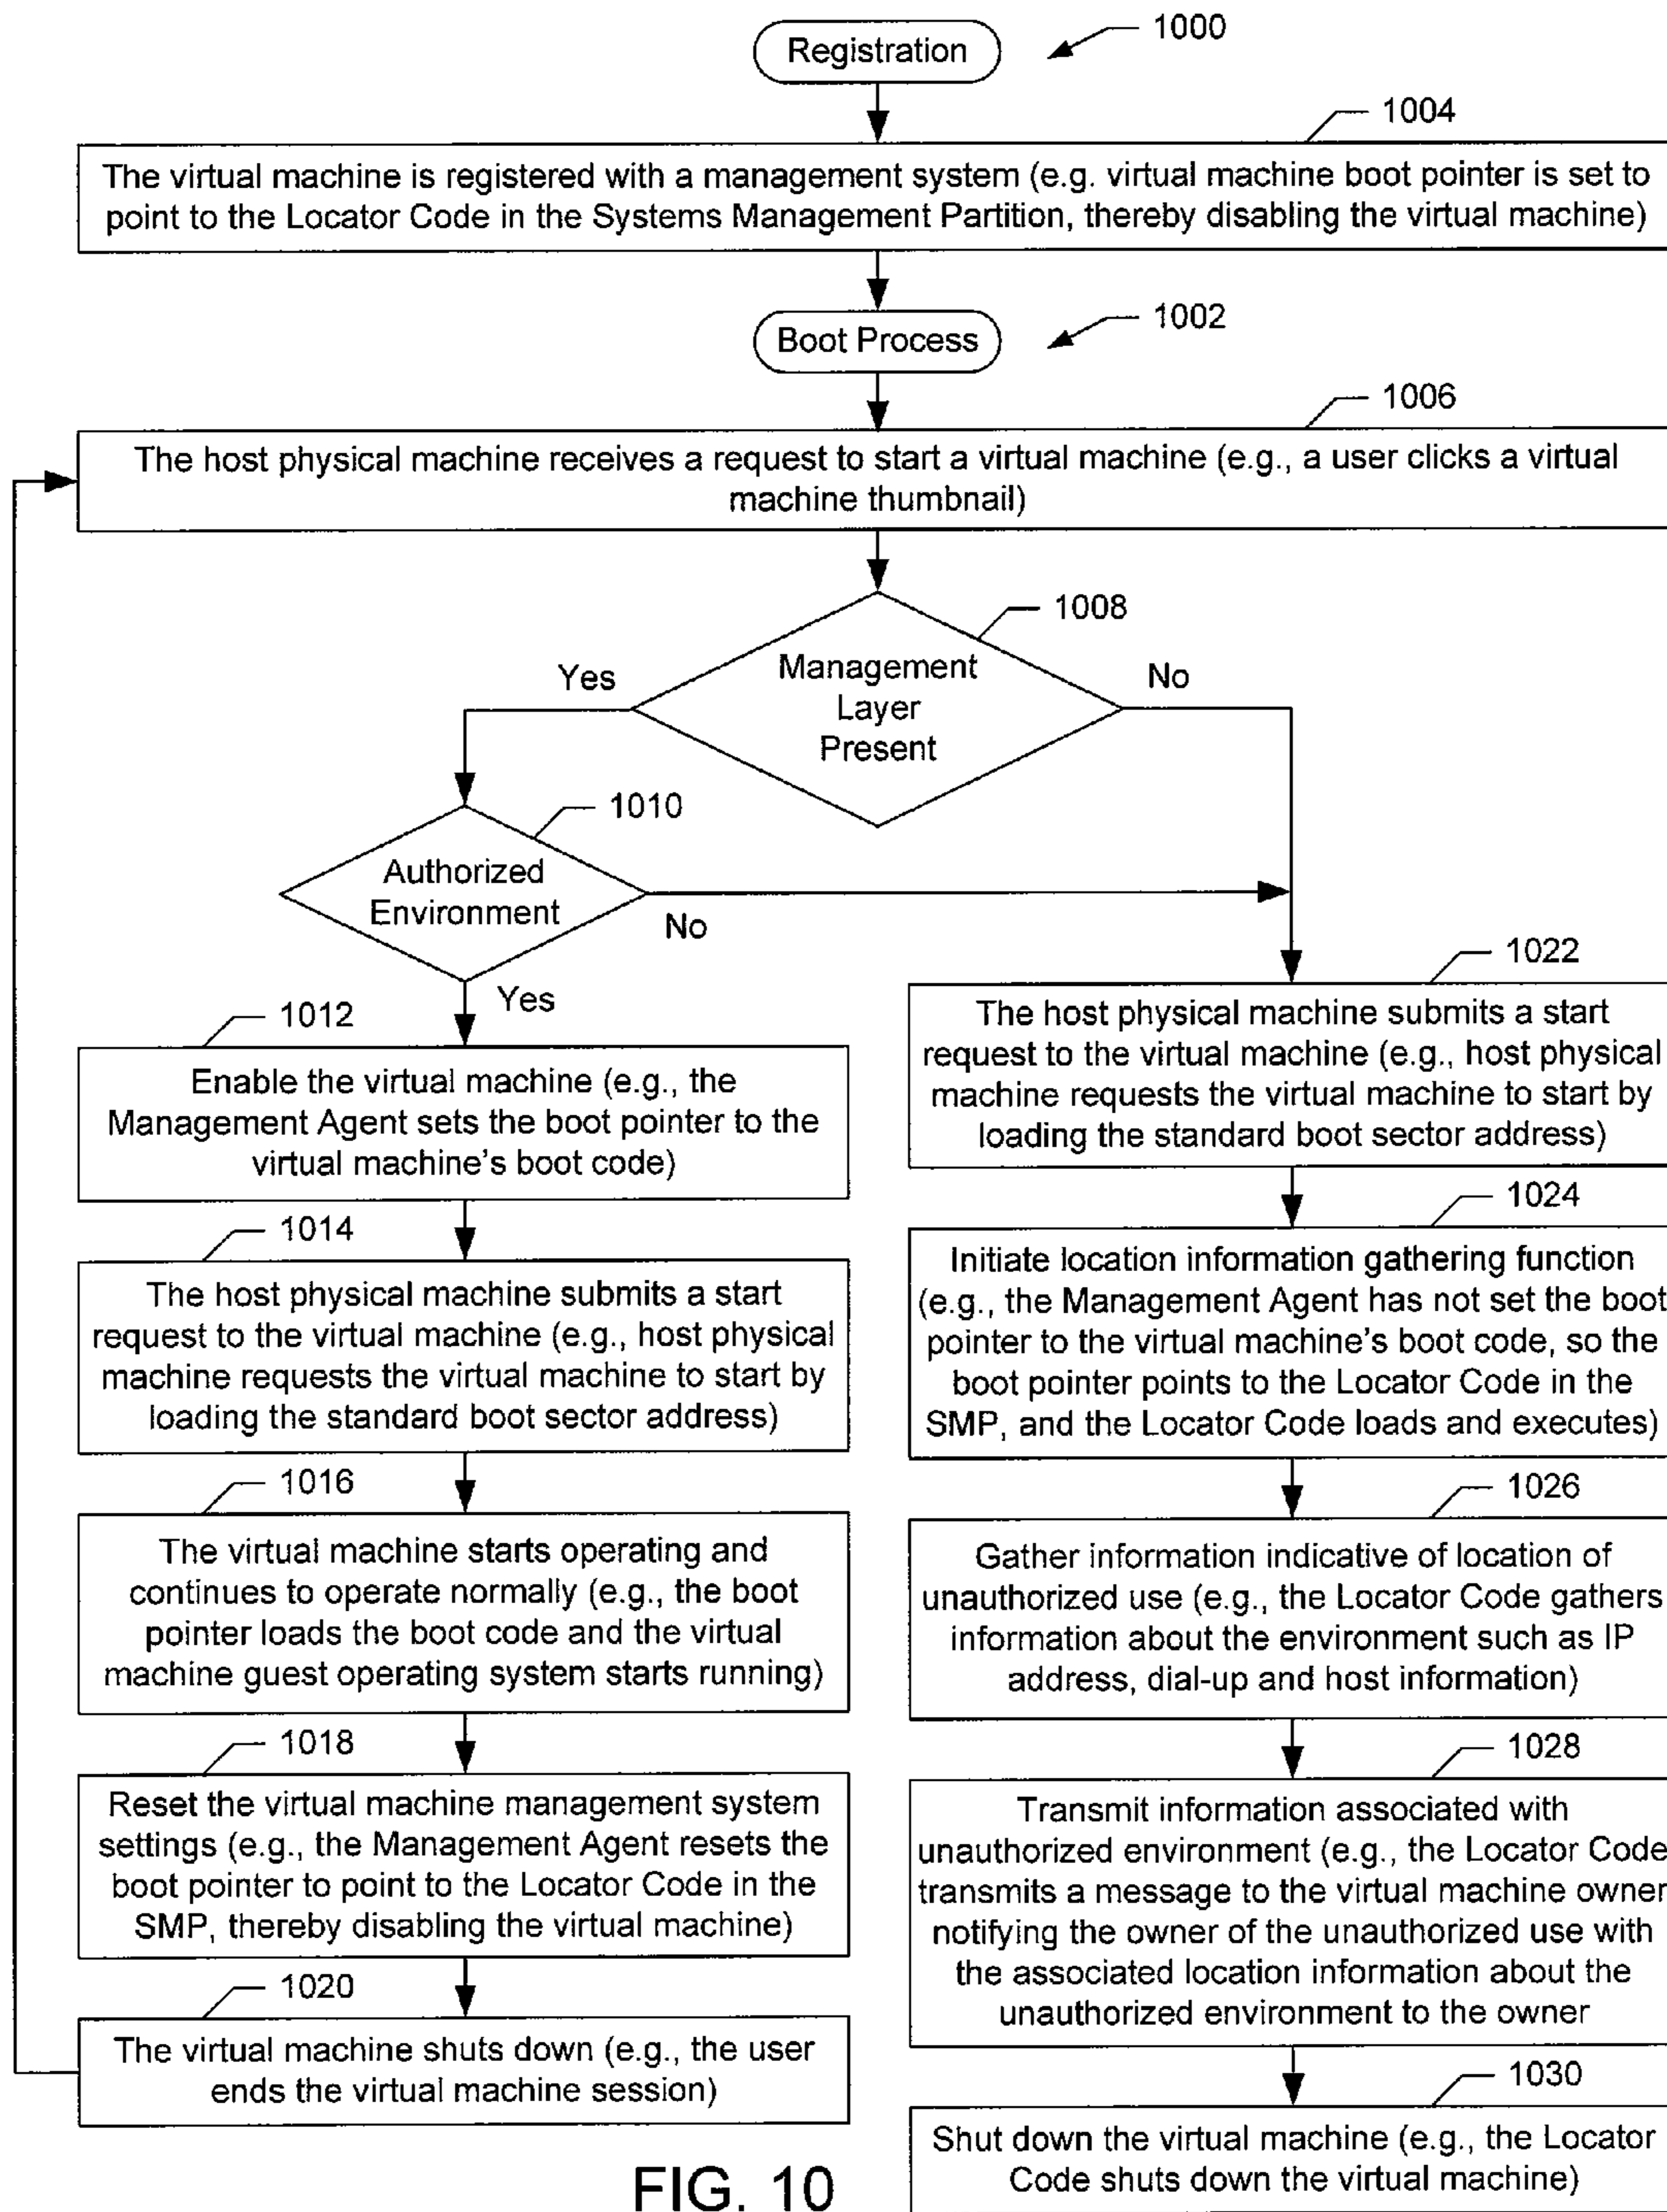 Registration
1000
1004
The virtual machine is registered with a management system (e.g. virtual machine boot pointer is set to
point to the Locator Code in the Systems Management Partition, thereby disabling the virtual machine)
Boot Process
1002
1006
The host physical machine receives a request to start a virtual machine (e.g., a user clicks a virtual
machine thumbnail)
1008
Management
Layer
Present
Yes
No
1010
Authorized
Environment
No
Yes
1012
Enable the virtual machine (e.g., the
Management Agent sets the boot pointer to the
virtual machine's boot code)
1014
The host physical machine submits a start
request to the virtual machine (e.g., host physical
machine requests the virtual machine to start by
loading the standard boot sector address)
1016
The virtual machine starts operating and
continues to operate normally (e.g., the boot
pointer loads the boot code and the virtual
machine guest operating system starts running)
1018
Reset the virtual machine management system
settings (e.g., the Management Agent resets the
boot pointer to point to the Locator Code in the
SMP, thereby disabling the virtual machine)
1020
The virtual machine shuts down (e.g., the user
ends the virtual machine session)
1022
The host physical machine submits a start
request to the virtual machine (e.g., host physical
machine requests the virtual machine to start by
loading the standard boot sector address)
1024
Initiate location information gathering function
(e.g., the Management Agent has not set the boot
pointer to the virtual machine's boot code, so the
boot pointer points to the Locator Code in the
SMP, and the Locator Code loads and executes)
1026
Gather information indicative of location of
unauthorized use (e.g., the Locator Code gathers
information about the environment such as IP
address, dial-up and host information)
1028
Transmit information associated with
unauthorized environment (e.g., the Locator Code
transmits a message to the virtual machine owner
notifying the owner of the unauthorized use with
the associated location information about the
unauthorized environment to the owner
1030
Shut down the virtual machine (e.g., the Locator
Code shuts down the virtual machine)
FIG. 10